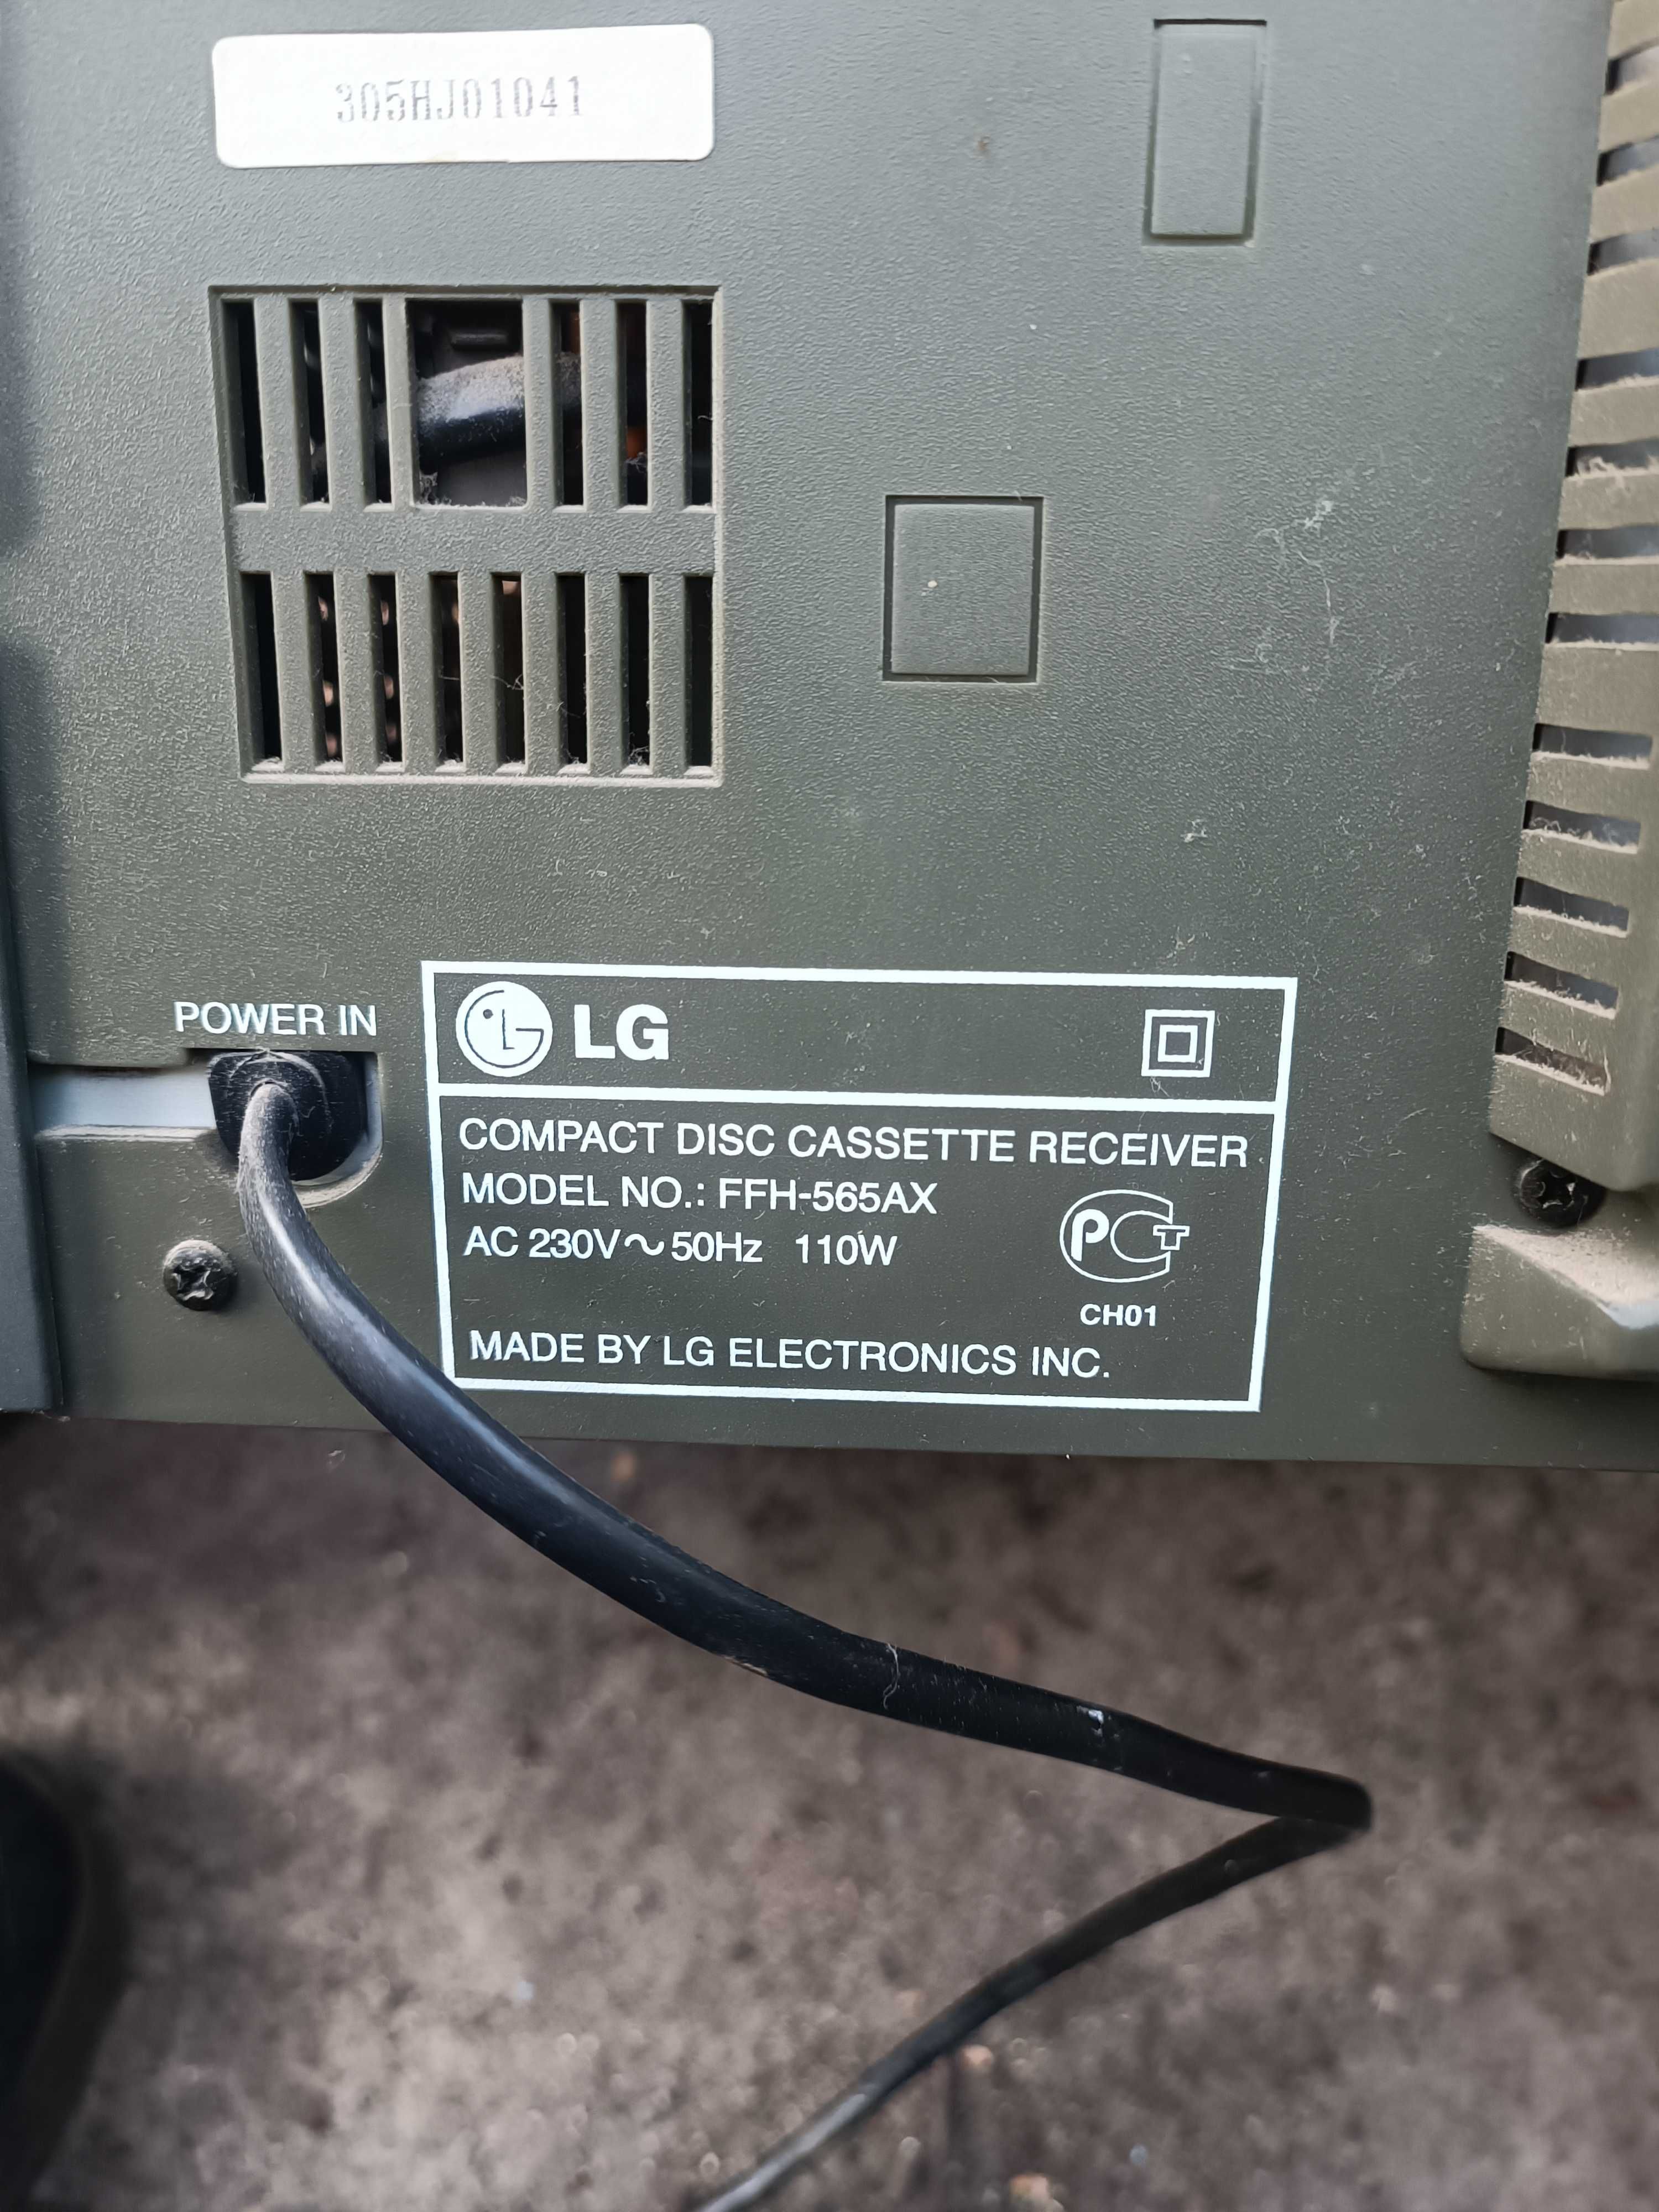 305HJ01041
POWER IN
LG
COMPACT DISC CASSETTE RECEIVER
MODEL NO.: FFH-565AX
AC 230V~50Hz 110W
PCT
CH01
MADE BY LG ELECTRONICS INC.